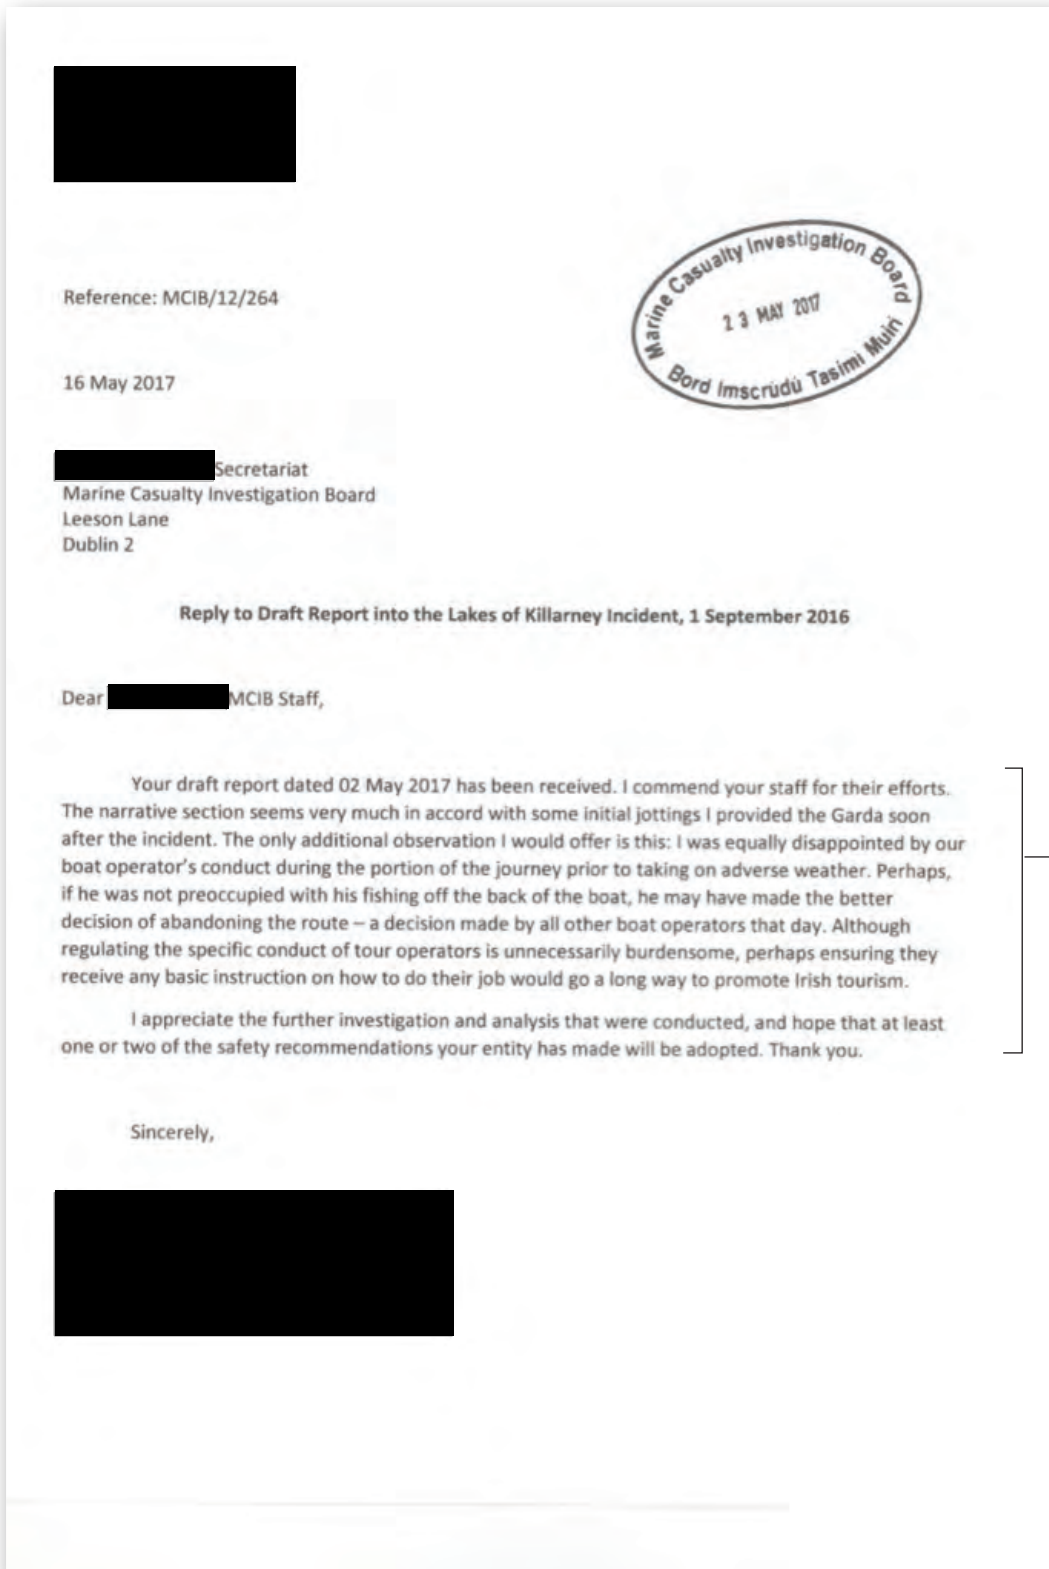 Marine Casualty Investigation Board
23 MAY 2017
Bord Imscrúdú Taismí Muirí
Reference: MCIB/12/264
16 May 2017
Secretariat
Marine Casualty Investigation Board
Leeson Lane
Dublin 2
Reply to Draft Report into the Lakes of Killarney Incident, 1 September 2016
Dear MCIB Staff,
Your draft report dated 02 May 2017 has been received. I commend your staff for their efforts.
The narrative section seems very much in accord with some initial jottings I provided the Garda soon
after the incident. The only additional observation I would offer is this: I was equally disappointed by our
boat operator's conduct during the portion of the journey prior to taking on adverse weather. Perhaps,
if he was not preoccupied with his fishing off the back of the boat, he may have made the better
decision of abandoning the route – a decision made by all other boat operators that day. Although
regulating the specific conduct of tour operators is unnecessarily burdensome, perhaps ensuring they
receive any basic instruction on how to do their job would go a long way to promote Irish tourism.
I appreciate the further investigation and analysis that were conducted, and hope that at least
one or two of the safety recommendations your entity has made will be adopted. Thank you.
Sincerely,